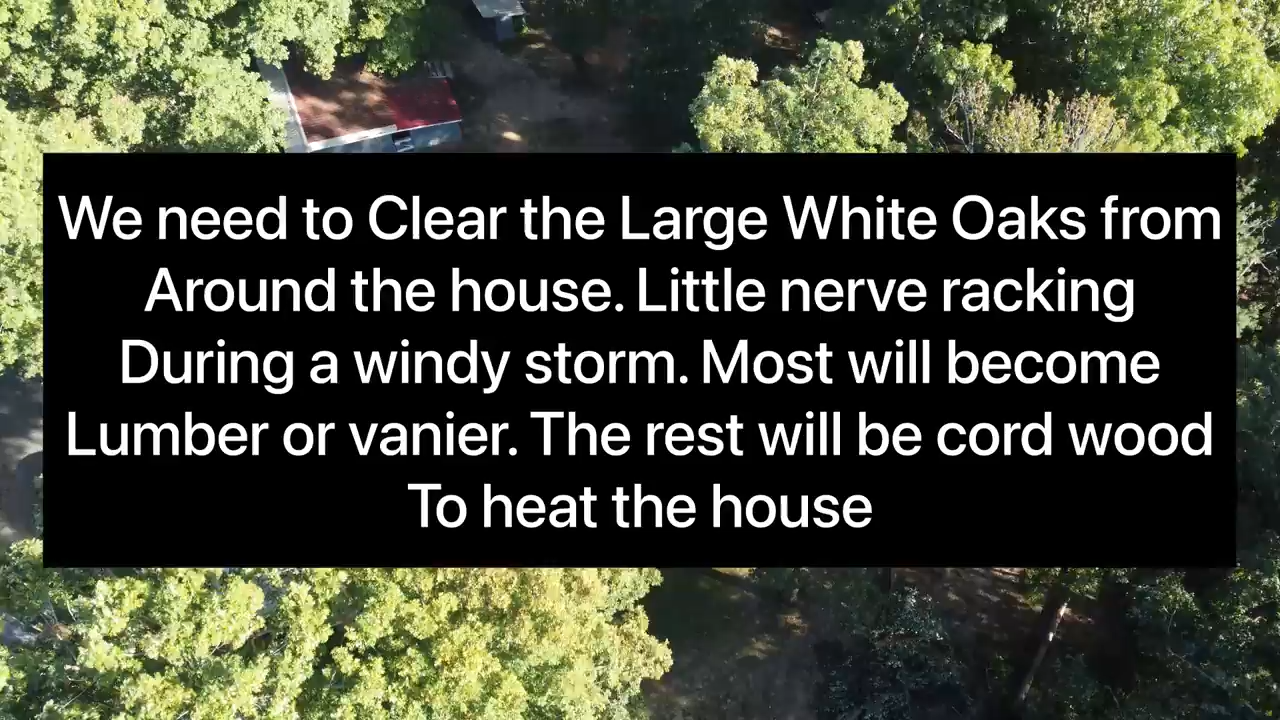 We need to Clear the Large White Oaks from
Around the house. Little nerve racking
During a windy storm. Most will become
Lumber or vanier. The rest will be cord wood
To heat the house